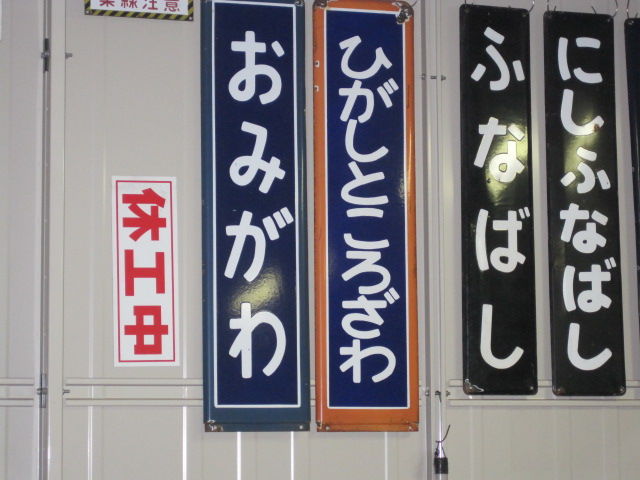 架線注意
休工中
おみがわ
ひがしところざわ
ふなばし
にしふなばし